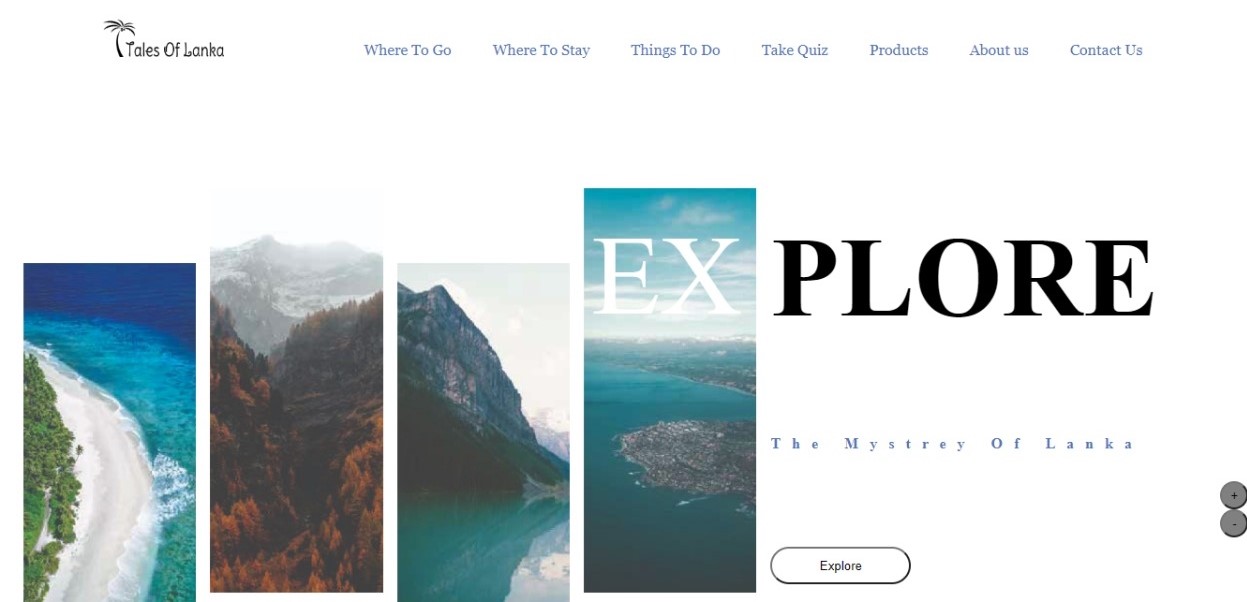 Tales Of Lanka
Where To Go Where To Stay Things To Do Take Quiz Products About us Contact Us
EXPLORE
The Mystrey Of Lanka
+
-
Explore